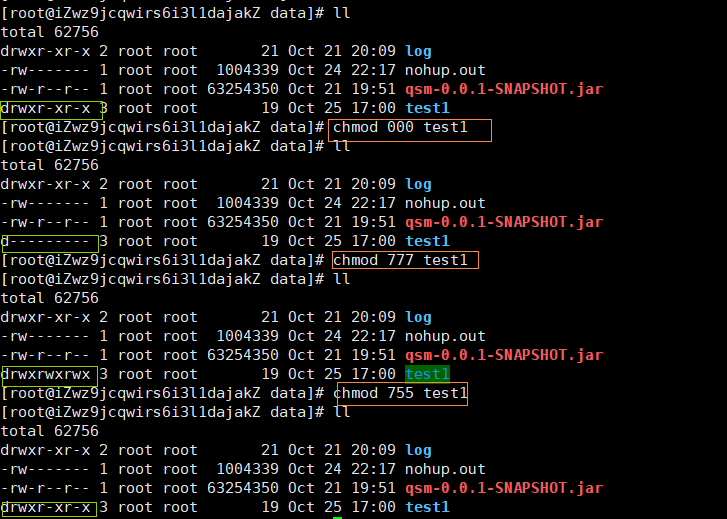 [root@iZwz9jcqwirs6i3l1dajakZ data]# ll
total 62756
drwxr-xr-x 2 root root       21 Oct 21 20:09 log
-rw------- 1 root root  1004339 Oct 24 22:17 nohup.out
-rw-r--r-- 1 root root 63254350 Oct 21 19:51 qsm-0.0.1-SNAPSHOT.jar
drwxr-xr-x 3 root root       19 Oct 25 17:00 test1
[root@iZwz9jcqwirs6i3l1dajakZ data]# chmod 000 test1
[root@iZwz9jcqwirs6i3l1dajakZ data]# ll
total 62756
drwxr-xr-x 2 root root       21 Oct 21 20:09 log
-rw------- 1 root root  1004339 Oct 24 22:17 nohup.out
-rw-r--r-- 1 root root 63254350 Oct 21 19:51 qsm-0.0.1-SNAPSHOT.jar
d--------- 3 root root       19 Oct 25 17:00 test1
[root@iZwz9jcqwirs6i3l1dajakZ data]# chmod 777 test1
[root@iZwz9jcqwirs6i3l1dajakZ data]# ll
total 62756
drwxr-xr-x 2 root root       21 Oct 21 20:09 log
-rw------- 1 root root  1004339 Oct 24 22:17 nohup.out
-rw-r--r-- 1 root root 63254350 Oct 21 19:51 qsm-0.0.1-SNAPSHOT.jar
drwxrwxrwx 3 root root       19 Oct 25 17:00 test1
[root@iZwz9jcqwirs6i3l1dajakZ data]# chmod 755 test1
[root@iZwz9jcqwirs6i3l1dajakZ data]# ll
total 62756
drwxr-xr-x 2 root root       21 Oct 21 20:09 log
-rw------- 1 root root  1004339 Oct 24 22:17 nohup.out
-rw-r--r-- 1 root root 63254350 Oct 21 19:51 qsm-0.0.1-SNAPSHOT.jar
drwxr-xr-x 3 root root       19 Oct 25 17:00 test1